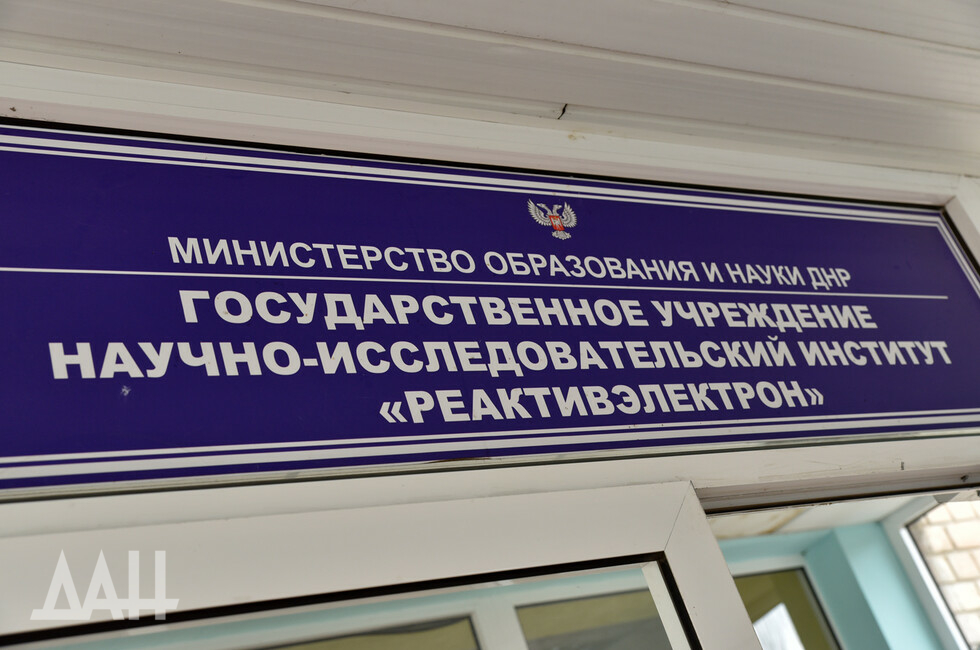 МИНИСТЕРСТВО ОБРАЗОВАНИЯ И НАУКИ ДНР
ГОСУДАРСТВЕННОЕ УЧРЕЖДЕНИЕ
НАУЧНО-ИССЛЕДОВАТЕЛЬСКИЙ ИНСТИТУТ
«РЕАКТИВЭЛЕКТРОН»
ДАН